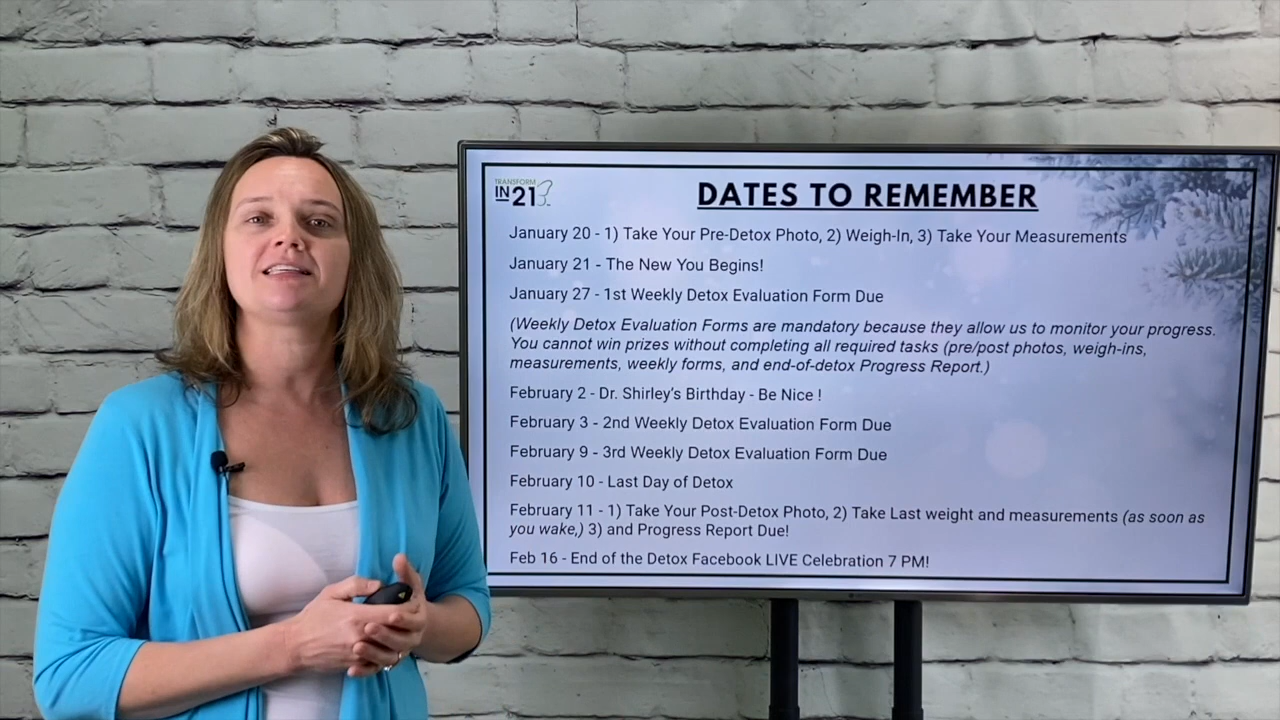 TRANSFORM
IN 21
DATES TO REMEMBER
January 20 - 1) Take Your Pre-Detox Photo, 2) Weigh-In, 3) Take Your Measurements
January 21 - The New You Begins!
January 27 - 1st Weekly Detox Evaluation Form Due
(Weekly Detox Evaluation Forms are mandatory because they allow us to monitor your progress.
You cannot win prizes without completing all required tasks (pre/post photos, weigh-ins,
measurements, weekly forms, and end-of-detox Progress Report.)
February 2 - Dr. Shirley's Birthday - Be Nice !
February 3 - 2nd Weekly Detox Evaluation Form Due
February 9 - 3rd Weekly Detox Evaluation Form Due
February 10 - Last Day of Detox
February 11 - 1) Take Your Post-Detox Photo, 2) Take Last weight and measurements (as soon as
you wake,) 3) and Progress Report Due!
Feb 16 - End of the Detox Facebook LIVE Celebration 7 PM!